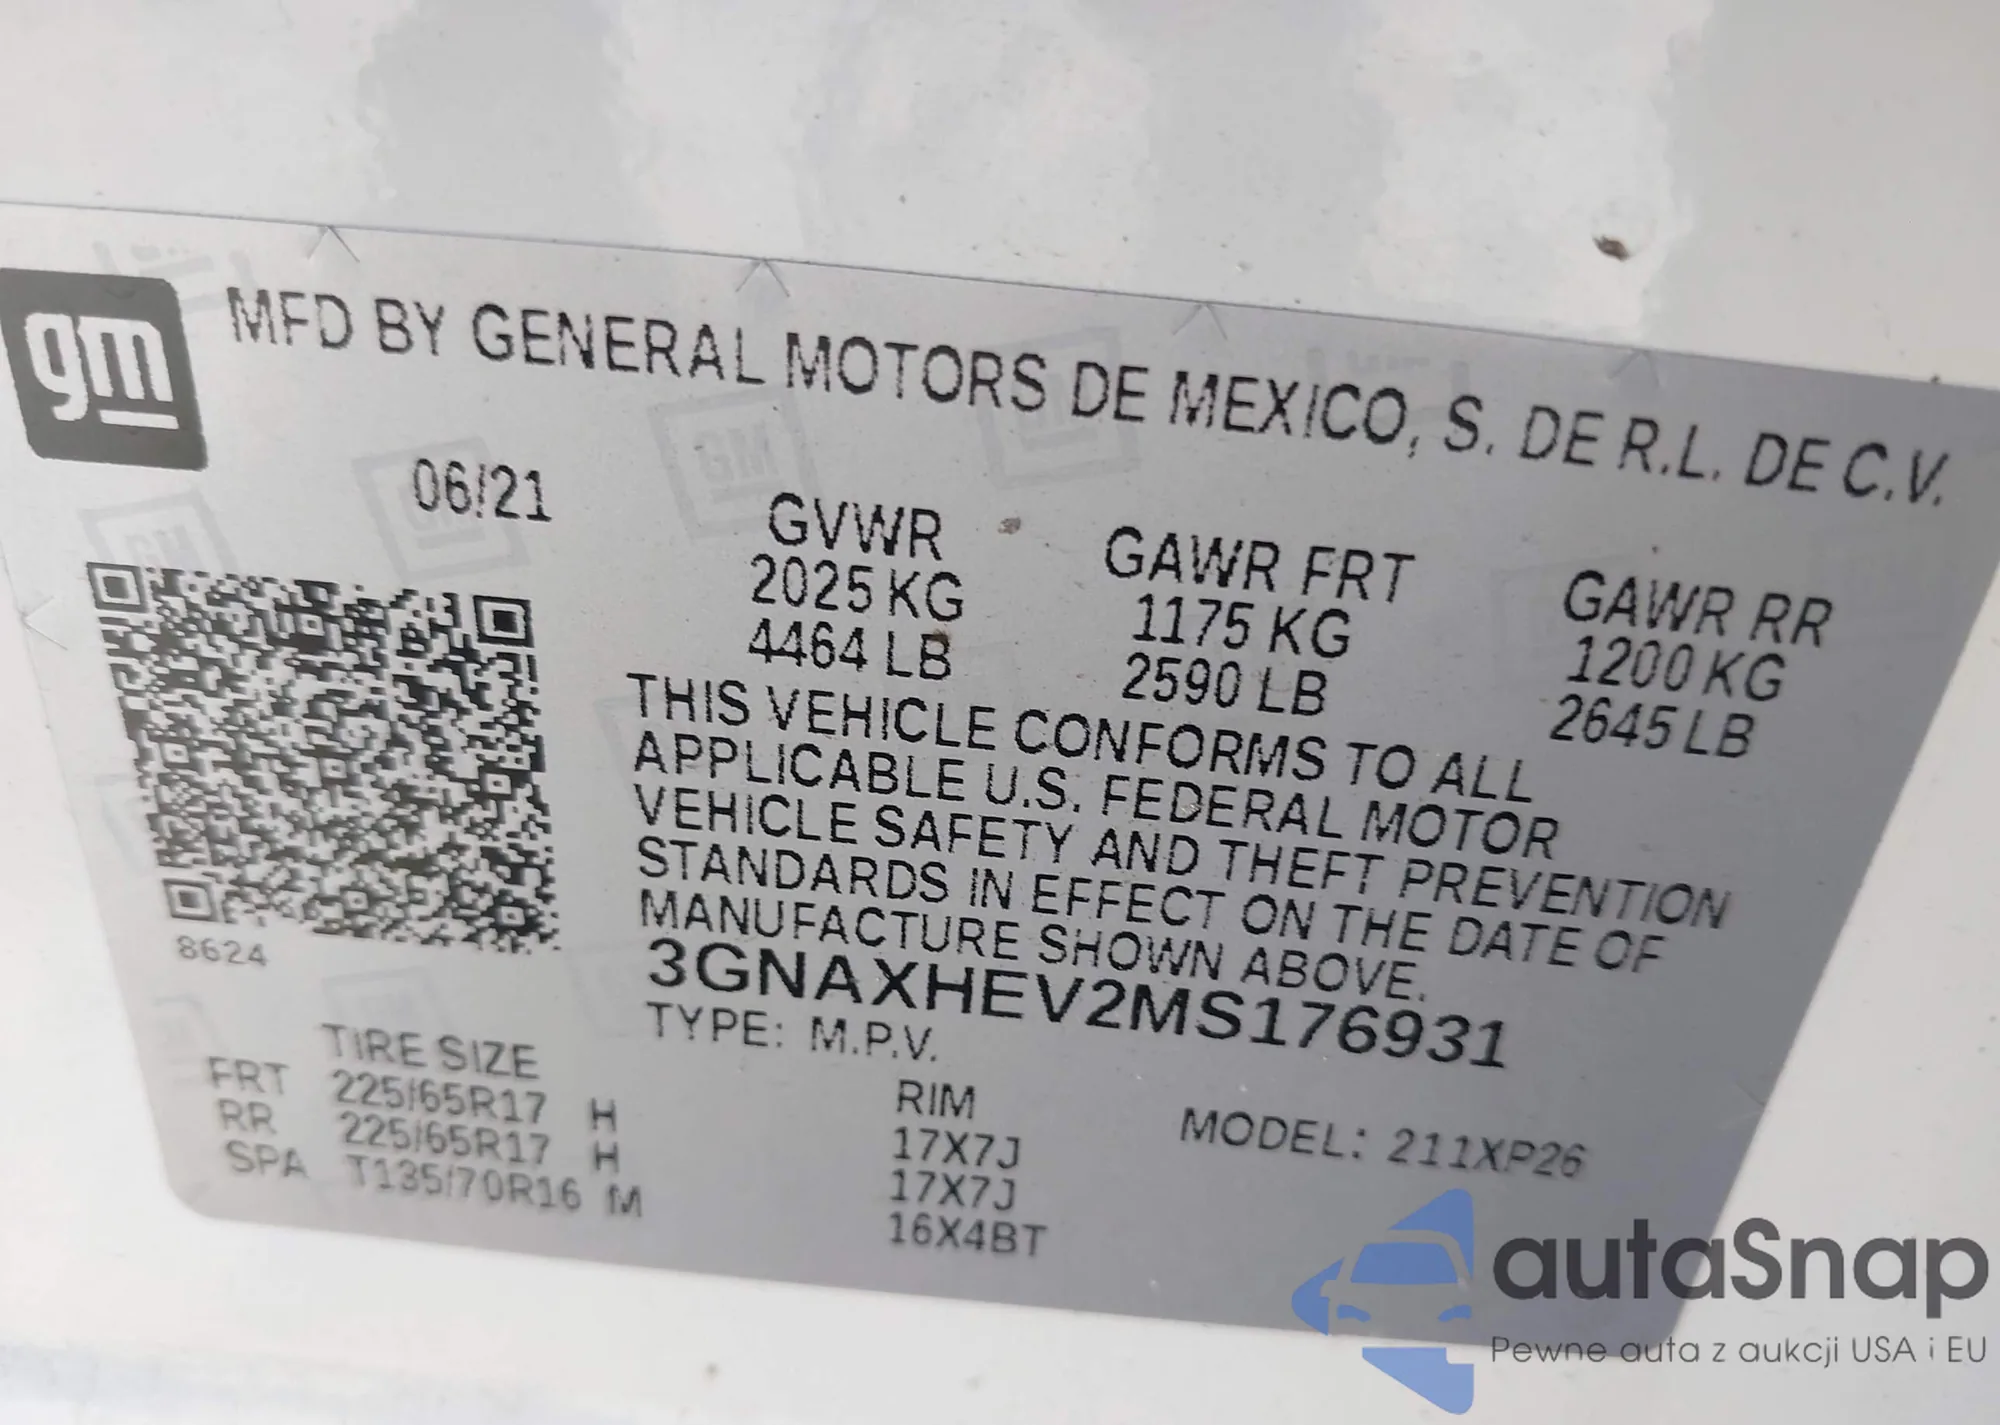 gm
MFD BY GENERAL MOTORS DE MEXICO, S. DE R.L. DE C.V.
06/21
GVWR GAWR FRT GAWR RR
2025 KG 1175 KG 1200 KG
4464 LB 2590 LB 2645 LB
THIS VEHICLE CONFORMS TO ALL
APPLICABLE U.S. FEDERAL MOTOR
VEHICLE SAFETY AND THEFT PREVENTION
STANDARDS IN EFFECT ON THE DATE OF
MANUFACTURE SHOWN ABOVE.
8624
3GNAXHEV2MS176931
TYPE: M.P.V.
TIRE SIZE RIM MODEL: 211XP26
FRT 225/65R17 H 17X7J
RR 225/65R17 H 17X7J
SPA T135/70R16 M 16X4BT
autaSnap
Pewne auta z aukcji USA i EU